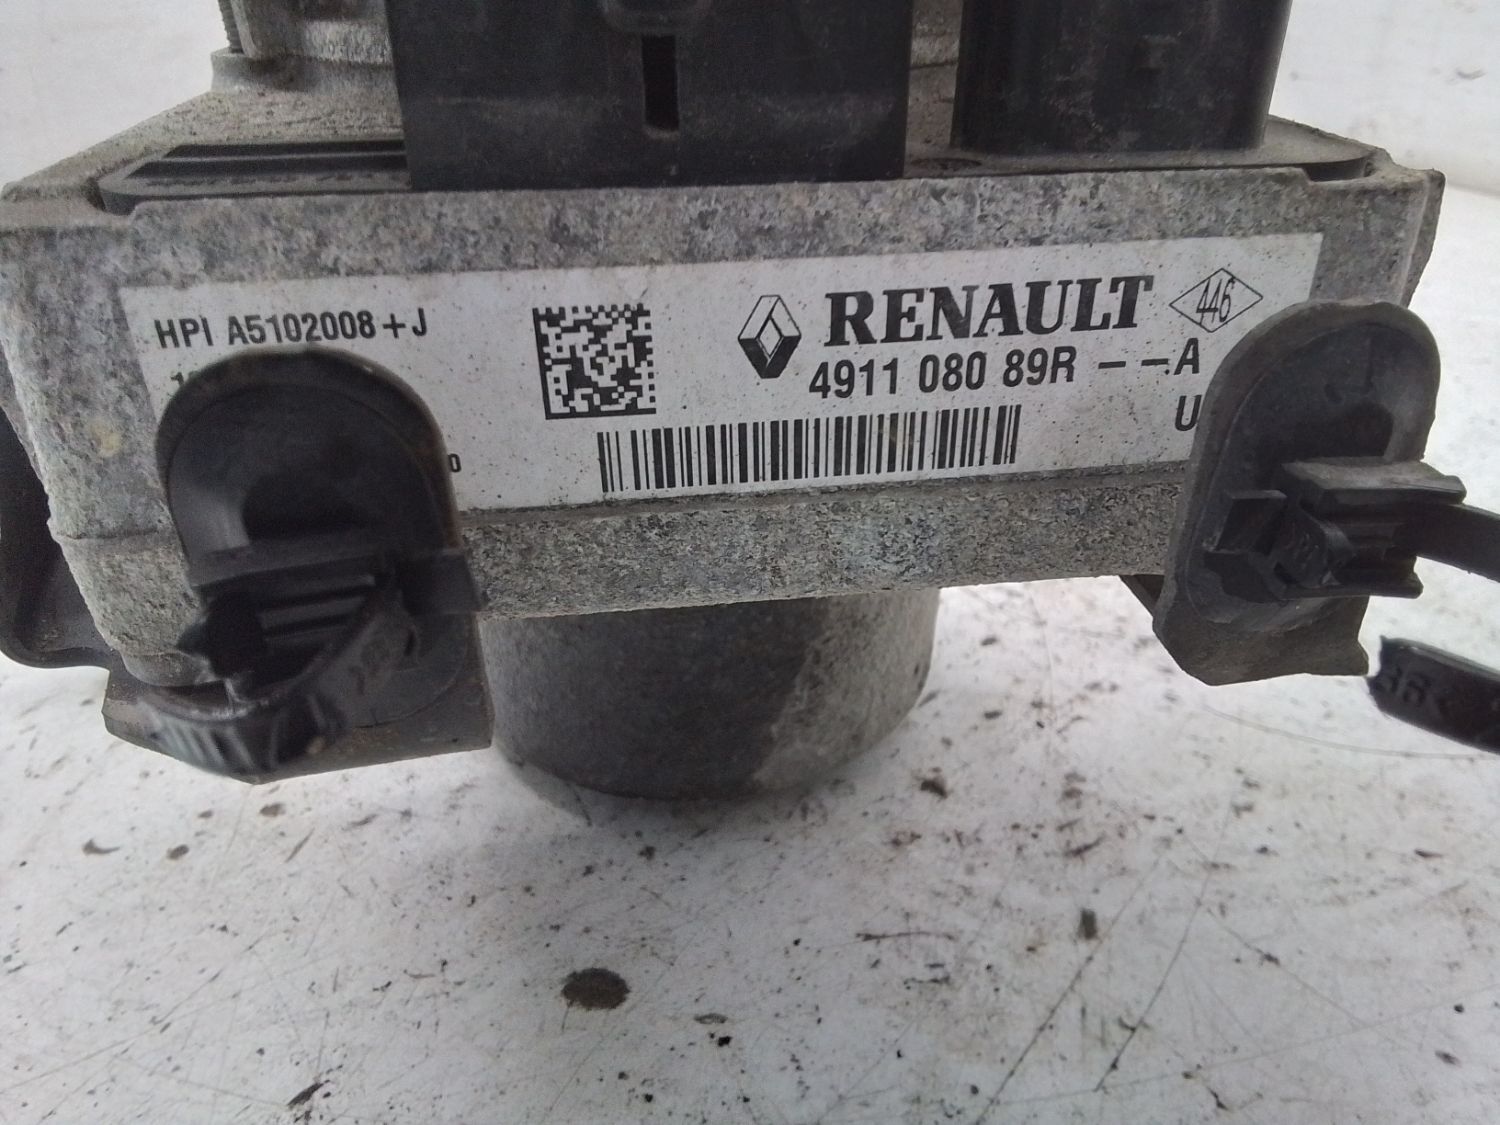 HPI A5102008+J
RENAULT
446
4911 080 89R --A
U